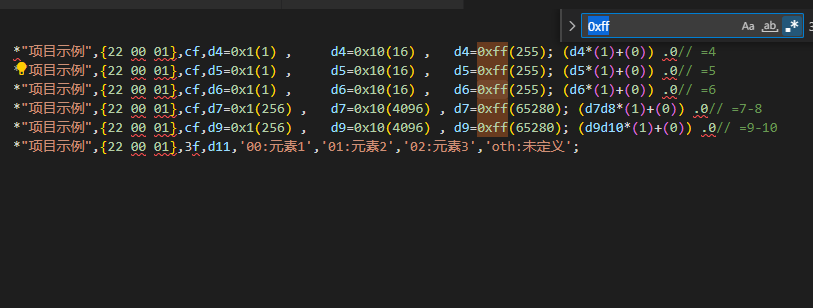 0xff
Aa ab .*
*"项目示例",{22 00 01},cf,d4=0x1(1) ,     d4=0x10(16) ,   d4=0xff(255); (d4*(1)+(0)) .0// =4
*"项目示例",{22 00 01},cf,d5=0x1(1) ,     d5=0x10(16) ,   d5=0xff(255); (d5*(1)+(0)) .0// =5
*"项目示例",{22 00 01},cf,d6=0x1(1) ,     d6=0x10(16) ,   d6=0xff(255); (d6*(1)+(0)) .0// =6
*"项目示例",{22 00 01},cf,d7=0x1(256) ,   d7=0x10(4096) , d7=0xff(65280); (d7d8*(1)+(0)) .0// =7-8
*"项目示例",{22 00 01},cf,d9=0x1(256) ,   d9=0x10(4096) , d9=0xff(65280); (d9d10*(1)+(0)) .0// =9-10
*"项目示例",{22 00 01},3f,d11,'00:元素1','01:元素2','02:元素3','oth:未定义';